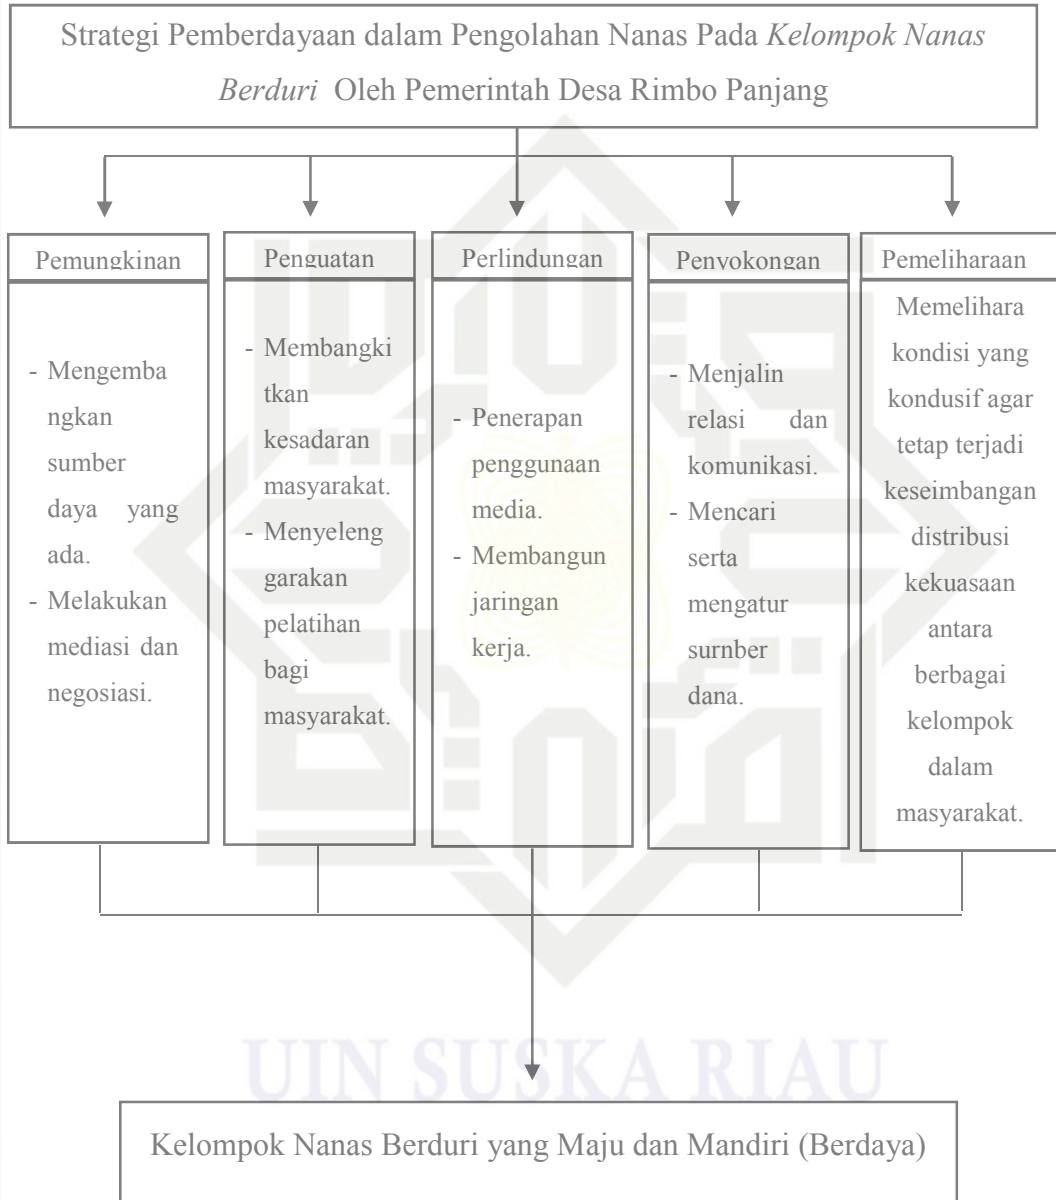 Strategi Pemberdayaan dalam Pengolahan Nanas Pada Kelompok Nanas
Berduri Oleh Pemerintah Desa Rimbo Panjang
Pemungkinan
- Mengemba
ngkan
sumber
daya yang
ada.
- Melakukan
mediasi dan
negosiasi.
Penguatan
- Membangki
tkan
kesadaran
masyarakat.
- Menyeleng
garakan
pelatihan
bagi
masyarakat.
Perlindungan
- Penerapan
penggunaan
media.
- Membangun
jaringan
kerja.
Penyokongan
- Menjalin
relasi dan
komunikasi.
- Mencari
serta
mengatur
surnber
dana.
Pemeliharaan
Memelihara
kondisi yang
kondusif agar
tetap terjadi
keseimbangan
distribusi
kekuasaan
antara
berbagai
kelompok
dalam
masyarakat.
UIN SUSKA RIAU
Kelompok Nanas Berduri yang Maju dan Mandiri (Berdaya)